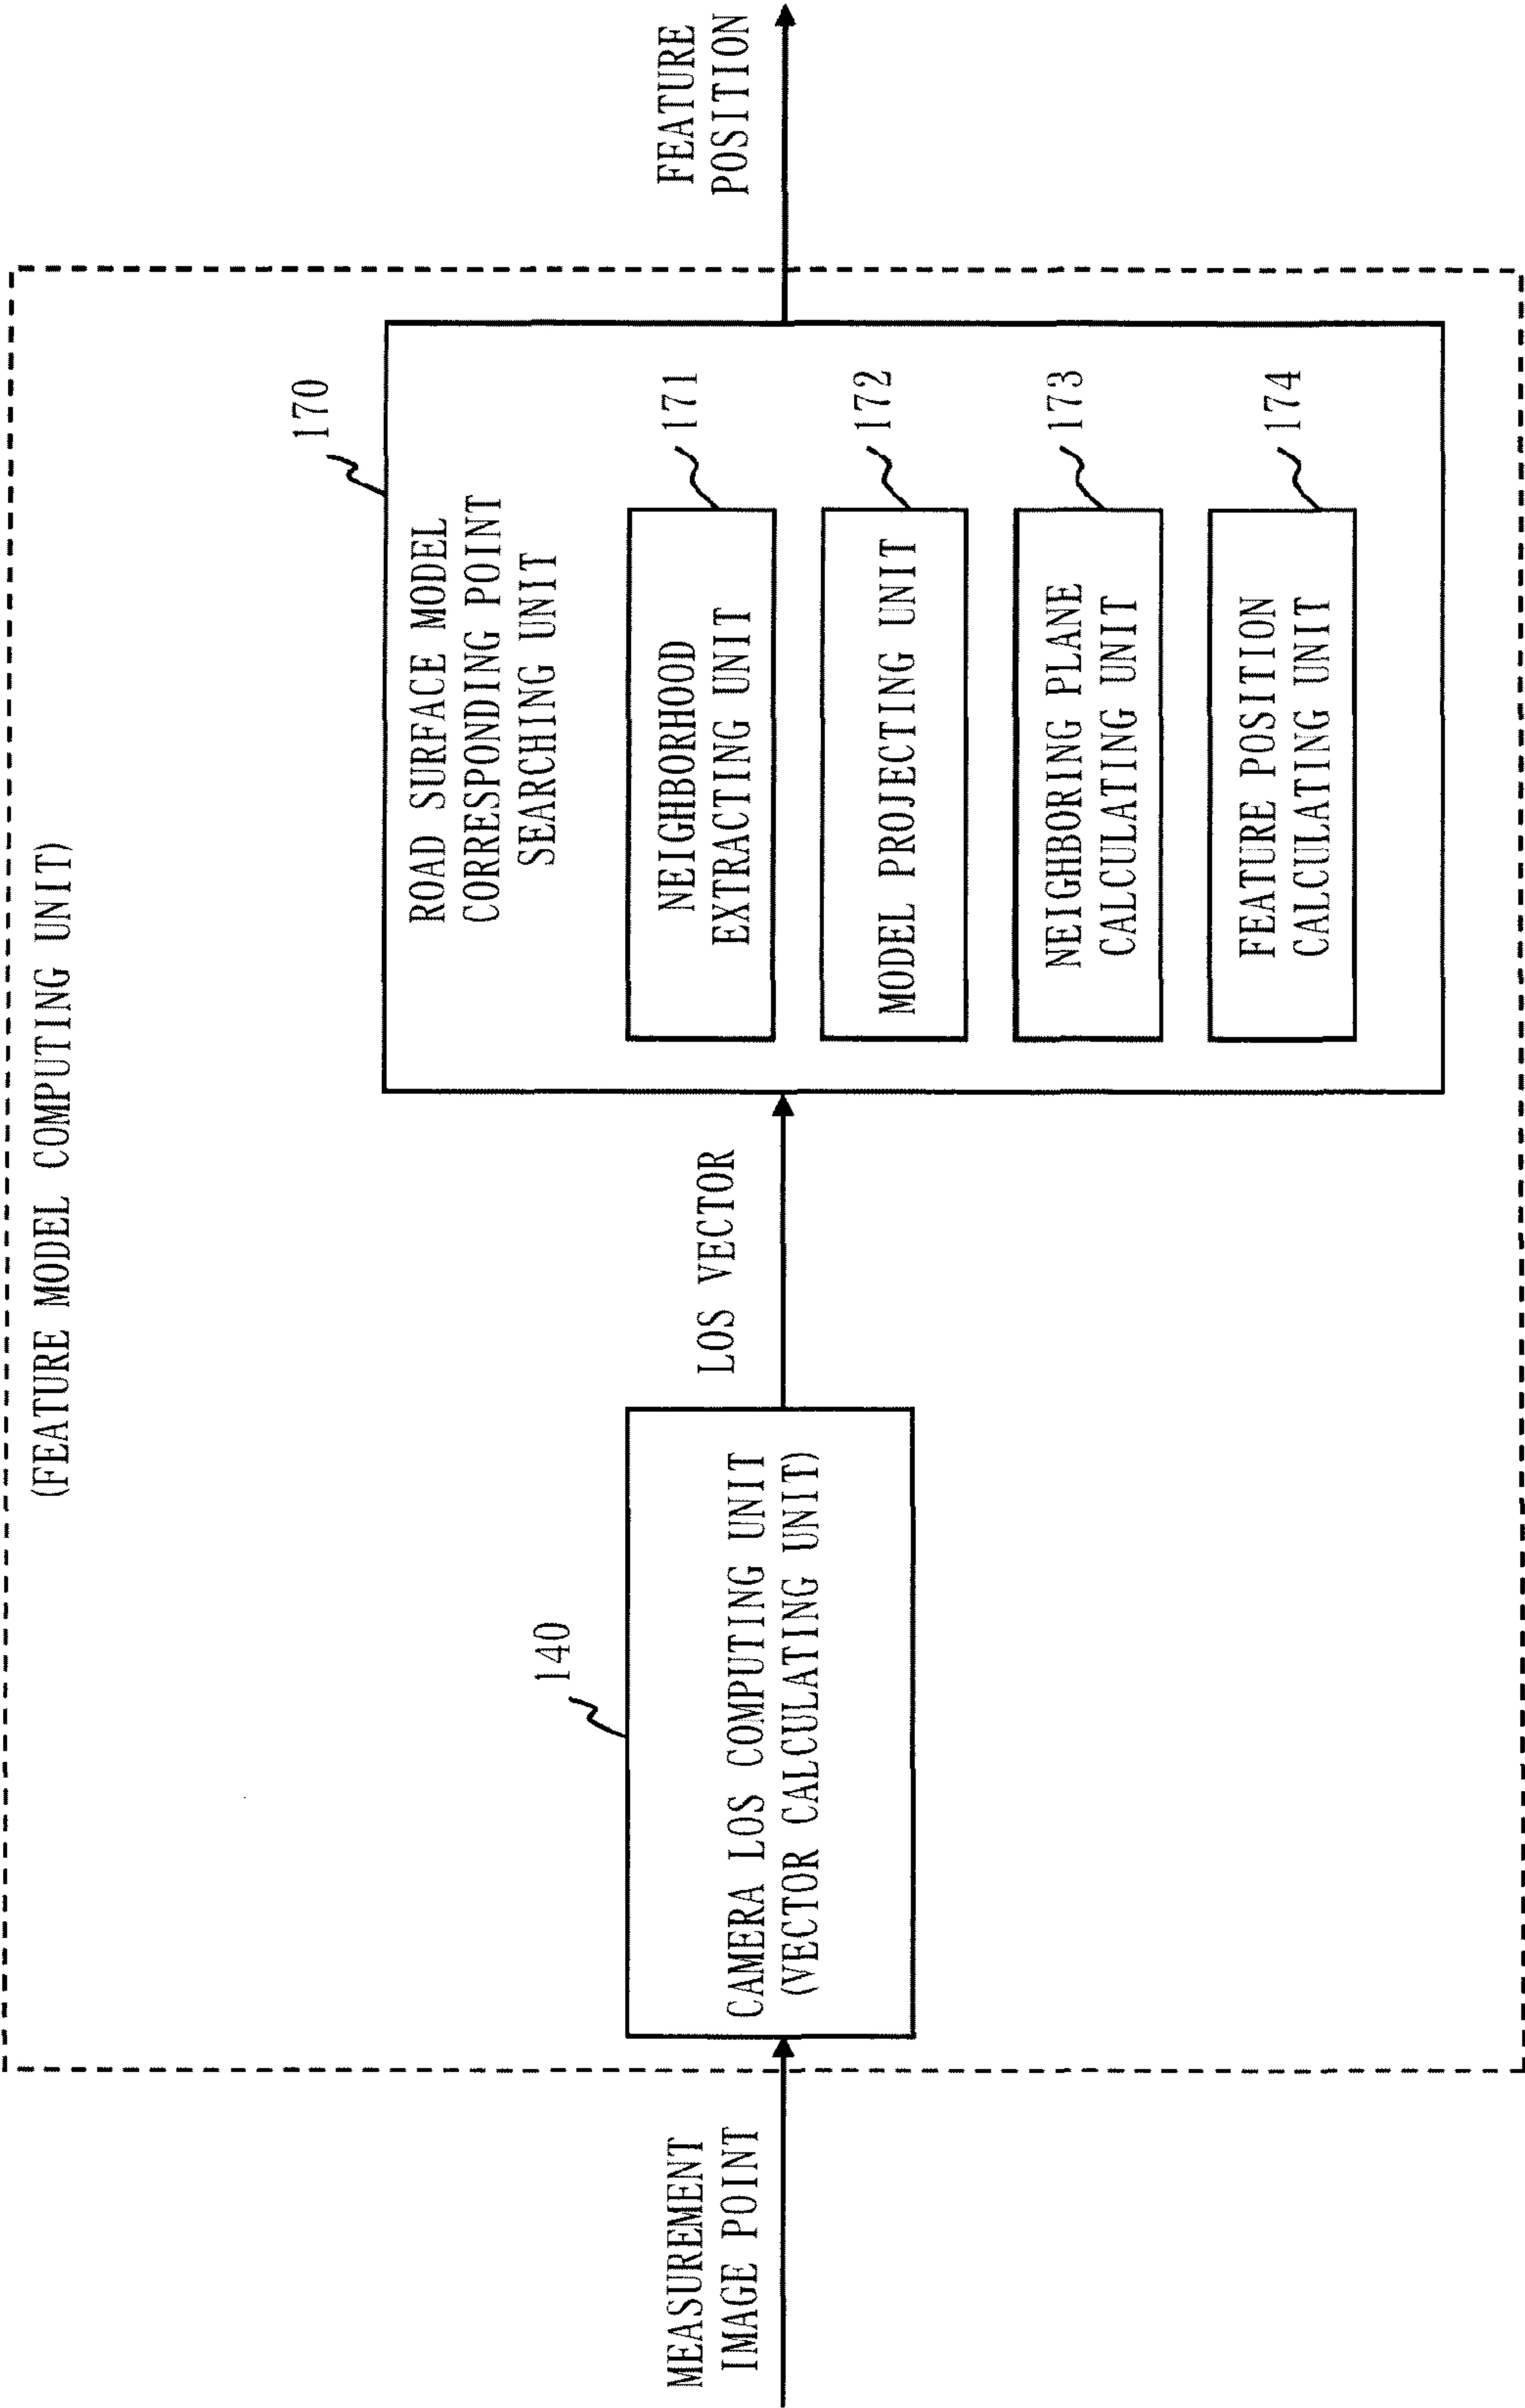 (FEATURE MODEL COMPUTING UNIT)
MEASUREMENT
IMAGE POINT
140
CAMERA LOS COMPUTING UNIT
(VECTOR CALCULATING UNIT)
LOS VECTOR
170
ROAD SURFACE MODEL
CORRESPONDING POINT
SEARCHING UNIT
171
NEIGHBORHOOD
EXTRACTING UNIT
172
MODEL PROJECTING UNIT
173
NEIGHBORING PLANE
CALCULATING UNIT
174
FEATURE POSITION
CALCULATING UNIT
FEATURE
POSITION